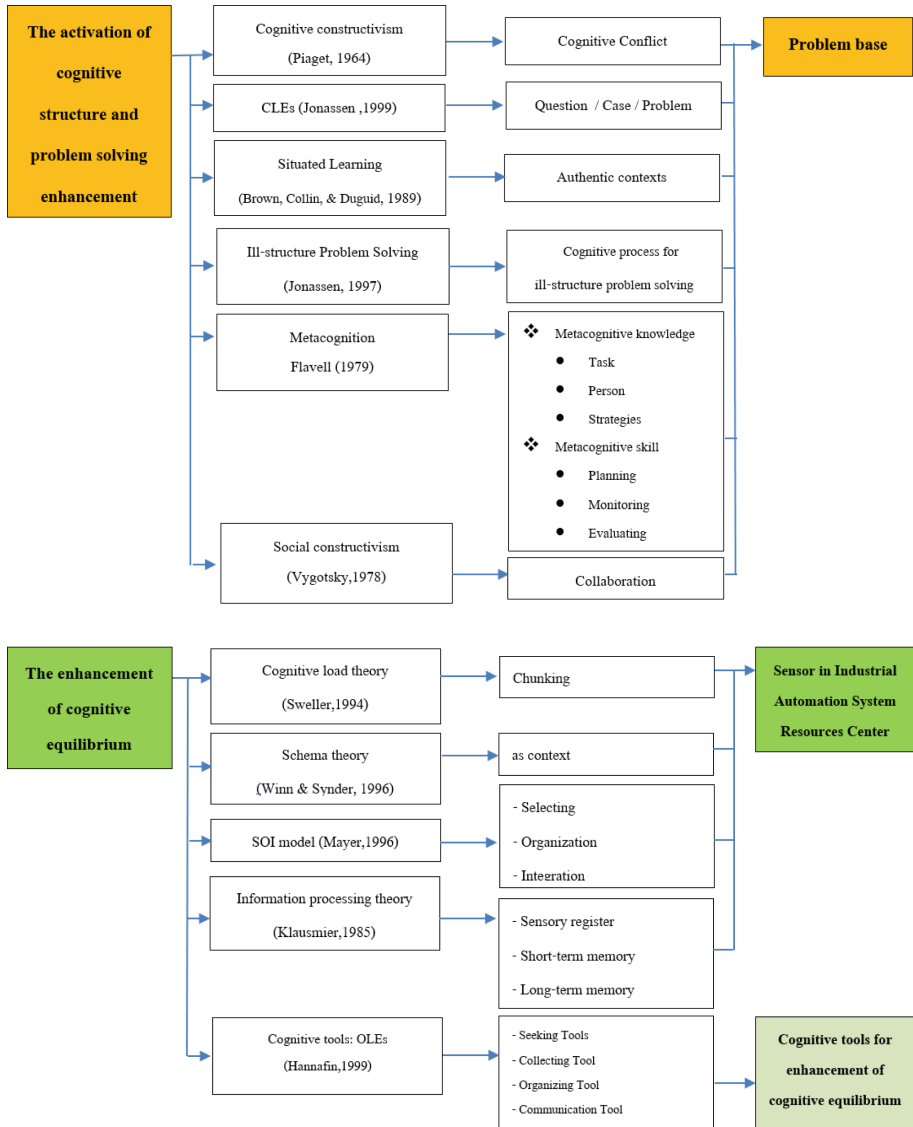 The activation of
cognitive
structure and
problem solving
enhancement
Cognitive constructivism
(Piaget, 1964)
Cognitive Conflict
Problem base
CLEs (Jonassen ,1999)
Question / Case / Problem
Situated Learning
(Brown, Collin, & Duguid, 1989)
Authentic contexts
Ill-structure Problem Solving
(Jonassen, 1997)
Cognitive process for
ill-structure problem solving
Metacognition
Flavell (1979)
❖ Metacognitive knowledge
● Task
● Person
● Strategies
❖ Metacognitive skill
● Planning
● Monitoring
● Evaluating
Social constructivism
(Vygotsky,1978)
Collaboration
The enhancement
of cognitive
equilibrium
Cognitive load theory
(Sweller,1994)
Chunking
Sensor in Industrial
Automation System
Resources Center
Schema theory
(Winn & Synder, 1996)
as context
SOI model (Mayer,1996)
- Selecting
- Organization
- Integration
Information processing theory
(Klausmier,1985)
- Sensory register
- Short-term memory
- Long-term memory
Cognitive tools: OLEs
(Hannafin,1999)
- Seeking Tools
- Collecting Tool
- Organizing Tool
- Communication Tool
Cognitive tools for
enhancement of
cognitive equilibrium